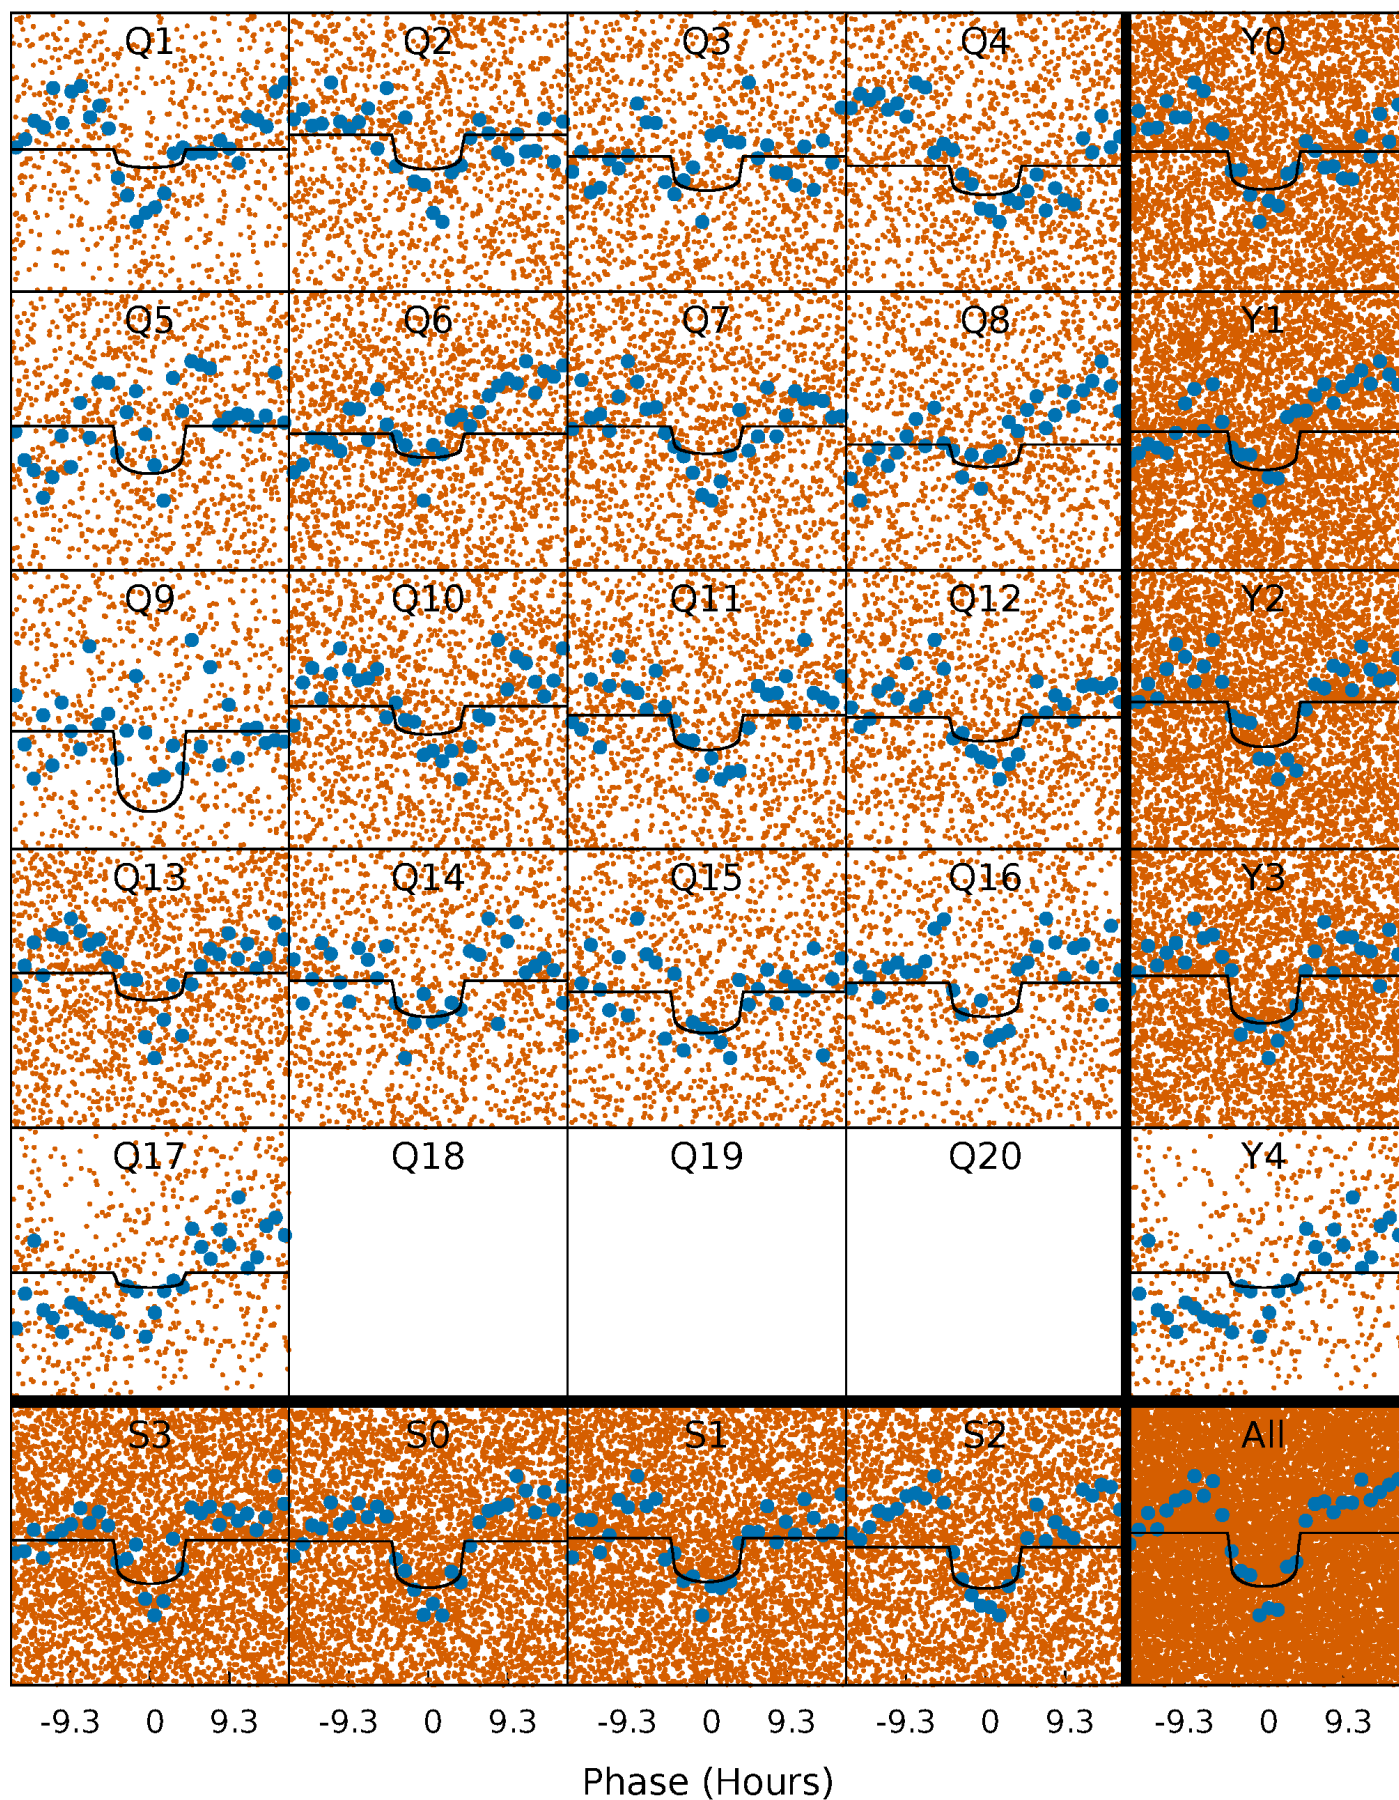 Q1 Q2 Q3 Q4 Y0
Q5 Q6 Q7 Q8 Y1
Q9 Q10 Q11 Q12 Y2
Q13 Q14 Q15 Q16 Y3
Q17 Q18 Q19 Q20 Y4
S3 S0 S1 S2 All
-9.3 0 9.3 -9.3 0 9.3 -9.3 0 9.3 -9.3 0 9.3 -9.3 0 9.3
Phase (Hours)